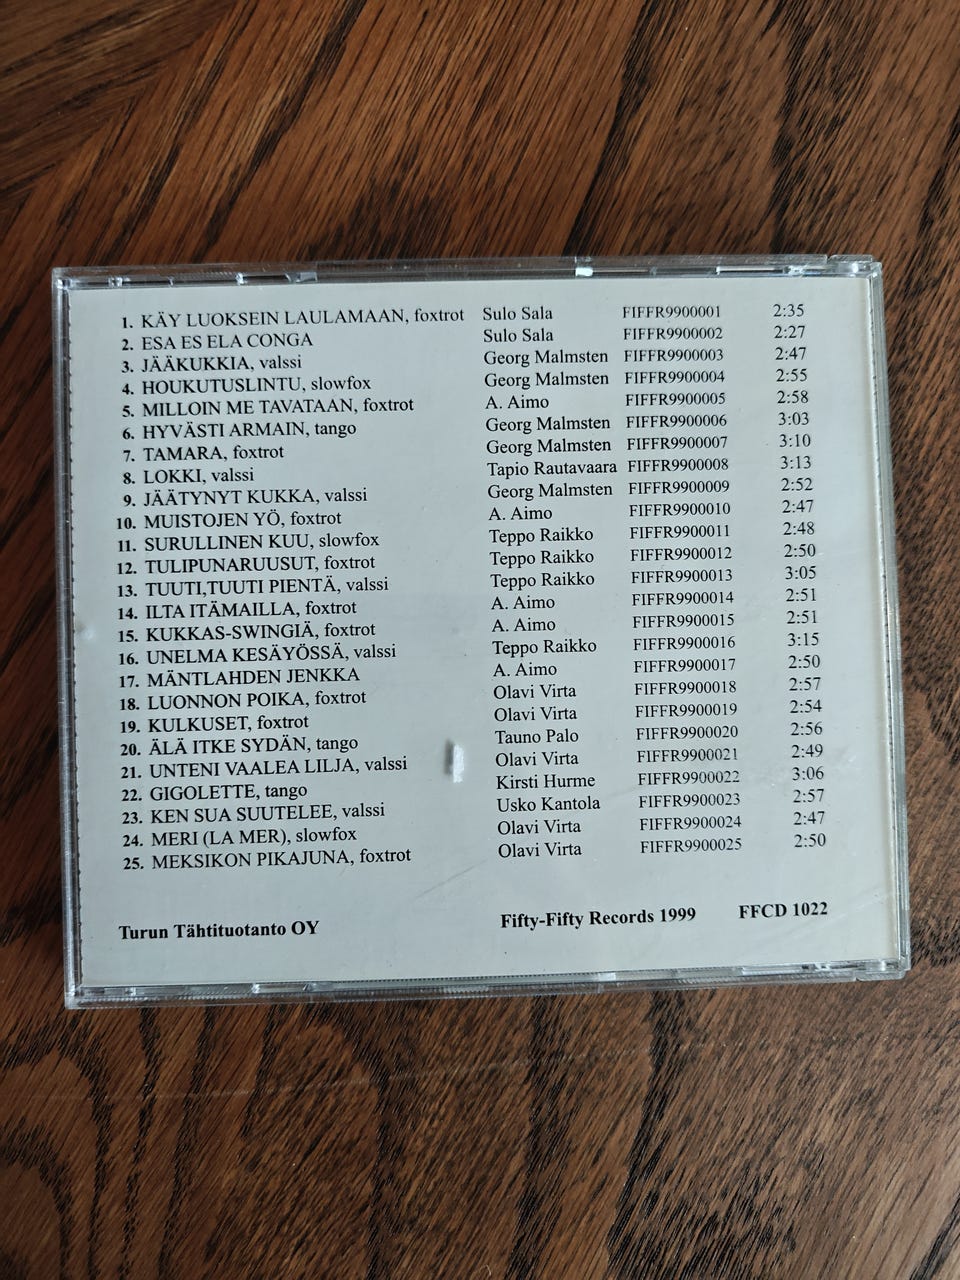 1. KÄY LUOKSEIN LAULAMAAN, foxtrot Sulo Sala FIFFR9900001 2:35
2. ESA ES ELA CONGA Sulo Sala FIFFR9900002 2:27
3. JÄÄKUKKIA, valssi Georg Malmsten FIFFR9900003 2:47
4. HOUKUTUSLINTU, slowfox Georg Malmsten FIFFR9900004 2:55
5. MILLOIN ME TAVATAAN, foxtrot A. Aimo FIFFR9900005 2:58
6. HYVÄSTI ARMAIN, tango Georg Malmsten FIFFR9900006 3:03
7. TAMARA, foxtrot Georg Malmsten FIFFR9900007 3:10
8. LOKKI, valssi Tapio Rautavaara FIFFR9900008 3:13
9. JÄÄTYNYT KUKKA, valssi Georg Malmsten FIFFR9900009 2:52
10. MUISTOJEN YÖ, foxtrot A. Aimo FIFFR9900010 2:47
11. SURULLINEN KUU, slowfox Teppo Raikko FIFFR9900011 2:48
12. TULIPUNARUUSUT, foxtrot Teppo Raikko FIFFR9900012 2:50
13. TUUTI,TUUTI PIENTÄ, valssi Teppo Raikko FIFFR9900013 3:05
14. ILTA ITÄMAILLA, foxtrot A. Aimo FIFFR9900014 2:51
15. KUKKAS-SWINGIÄ, foxtrot A. Aimo FIFFR9900015 2:51
16. UNELMA KESÄYÖSSÄ, valssi Teppo Raikko FIFFR9900016 3:15
17. MÄNTLAHDEN JENKKA A. Aimo FIFFR9900017 2:50
18. LUONNON POIKA, foxtrot Olavi Virta FIFFR9900018 2:57
19. KULKUSET, foxtrot Olavi Virta FIFFR9900019 2:54
20. ÄLÄ ITKE SYDÄN, tango Tauno Palo FIFFR9900020 2:56
21. UNTENI VAALEA LILJA, valssi Olavi Virta FIFFR9900021 2:49
22. GIGOLETTE, tango Kirsti Hurme FIFFR9900022 3:06
23. KEN SUA SUUTELEE, valssi Usko Kantola FIFFR9900023 2:57
24. MERI (LA MER), slowfox Olavi Virta FIFFR9900024 2:47
25. MEKSIKON PIKAJUNA, foxtrot Olavi Virta FIFFR9900025 2:50
Turun Tähtituotanto OY Fifty-Fifty Records 1999 FFCD 1022